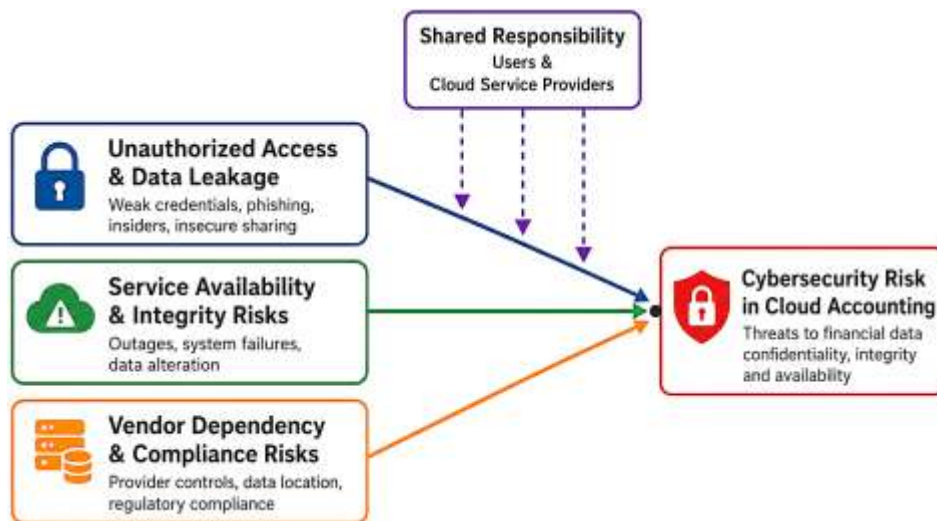 Shared Responsibility
Users &
Cloud Service Providers
Unauthorized Access
& Data Leakage
Weak credentials, phishing,
insiders, insecure sharing
Service Availability
& Integrity Risks
Outages, system failures,
data alteration
Vendor Dependency
& Compliance Risks
Provider controls, data location,
regulatory compliance
Cybersecurity Risk
in Cloud Accounting
Threats to financial data
confidentiality, integrity
and availability